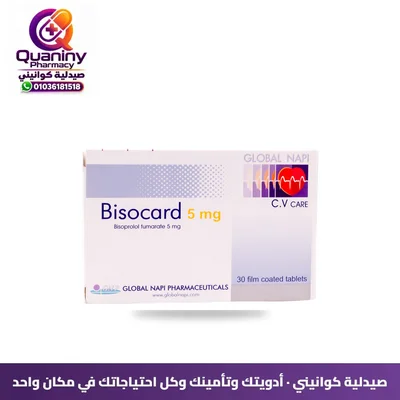 Quaniny
Pharmacy
صيدلية كوانيني
01036181518
GLOBAL NAPI
C.V CARE
Bisocard 5 mg
Bisoprolol fumarate 5 mg
30 film coated tablets
GLOBAL NAPI PHARMACEUTICALS
www.globalnapi.com
صيدلية كوانيني - أدويتك وتأمينك وكل احتياجاتك في مكان واحد